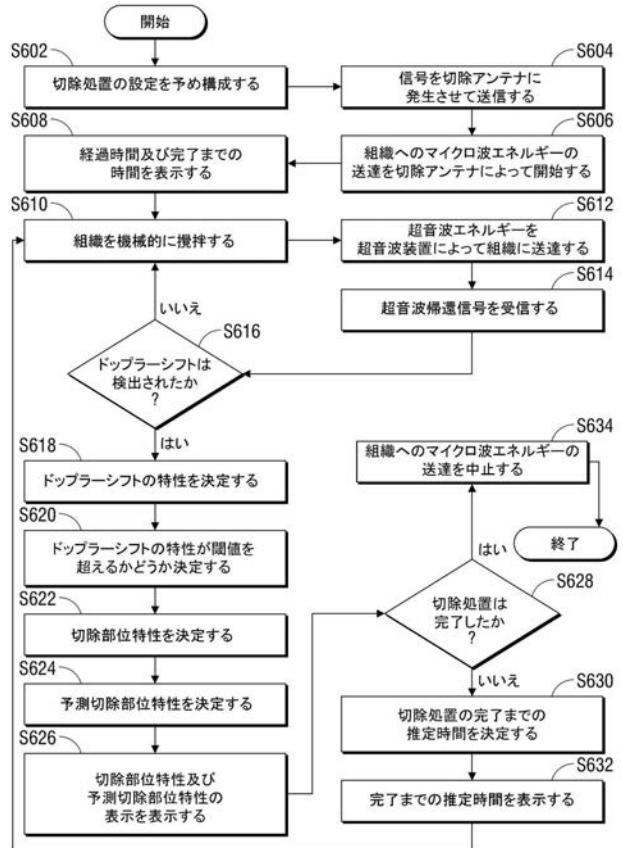 開始
S602
切除処置の設定を予め構成する
S604
信号を切除アンテナに
発生させて送信する
S606
組織へのマイクロ波エネルギーの
送達を切除アンテナによって開始する
S608
経過時間及び完了までの
時間を表示する
S610
組織を機械的に攪拌する
S612
超音波エネルギーを
超音波装置によって組織に送達する
S614
超音波帰還信号を受信する
いいえ
S616
ドップラーシフトは
検出されたか
?
はい
S618
ドップラーシフトの特性を決定する
S620
ドップラーシフトの特性が閾値を
超えるかどうか決定する
S622
切除部位特性を決定する
S624
予測切除部位特性を決定する
S626
切除部位特性及び
予測切除部位特性の
表示を表示する
S634
組織へのマイクロ波エネルギーの
送達を中止する
終了
はい
S628
切除処置は
完了したか
?
いいえ
S630
切除処置の完了までの
推定時間を決定する
S632
完了までの推定時間を表示する